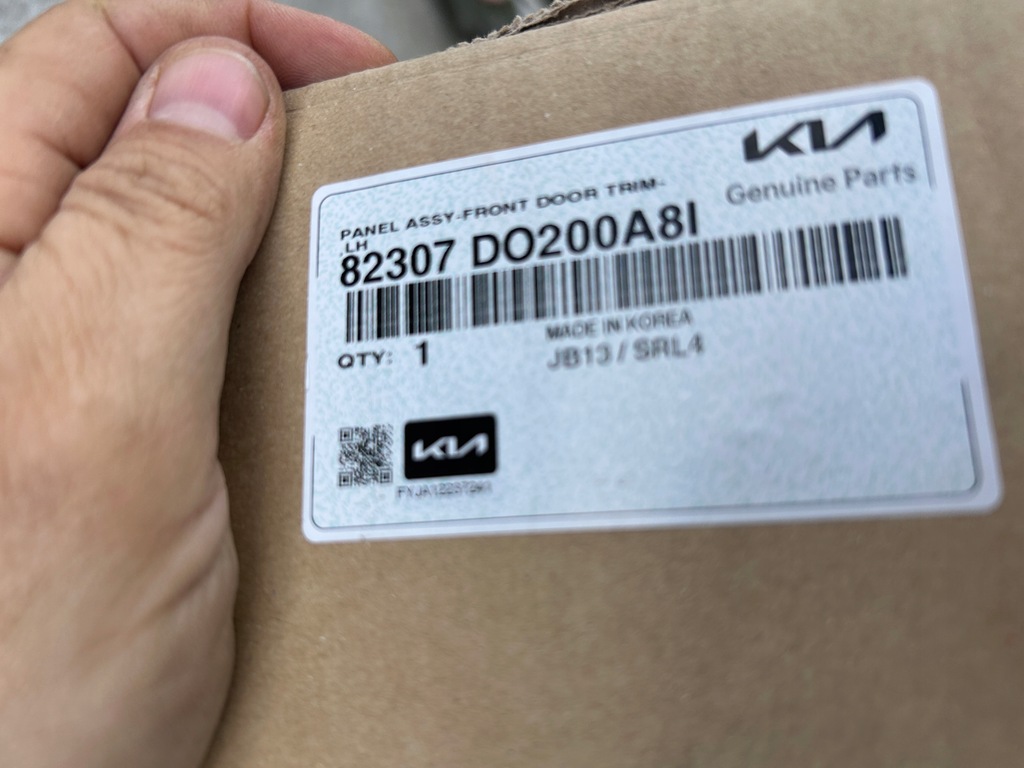 KIA
Genuine Parts
PANEL ASSY-FRONT DOOR TRIM-
LH
82307 DO200A8I
MADE IN KOREA
QTY: 1
JB13 / SRL4
KIA